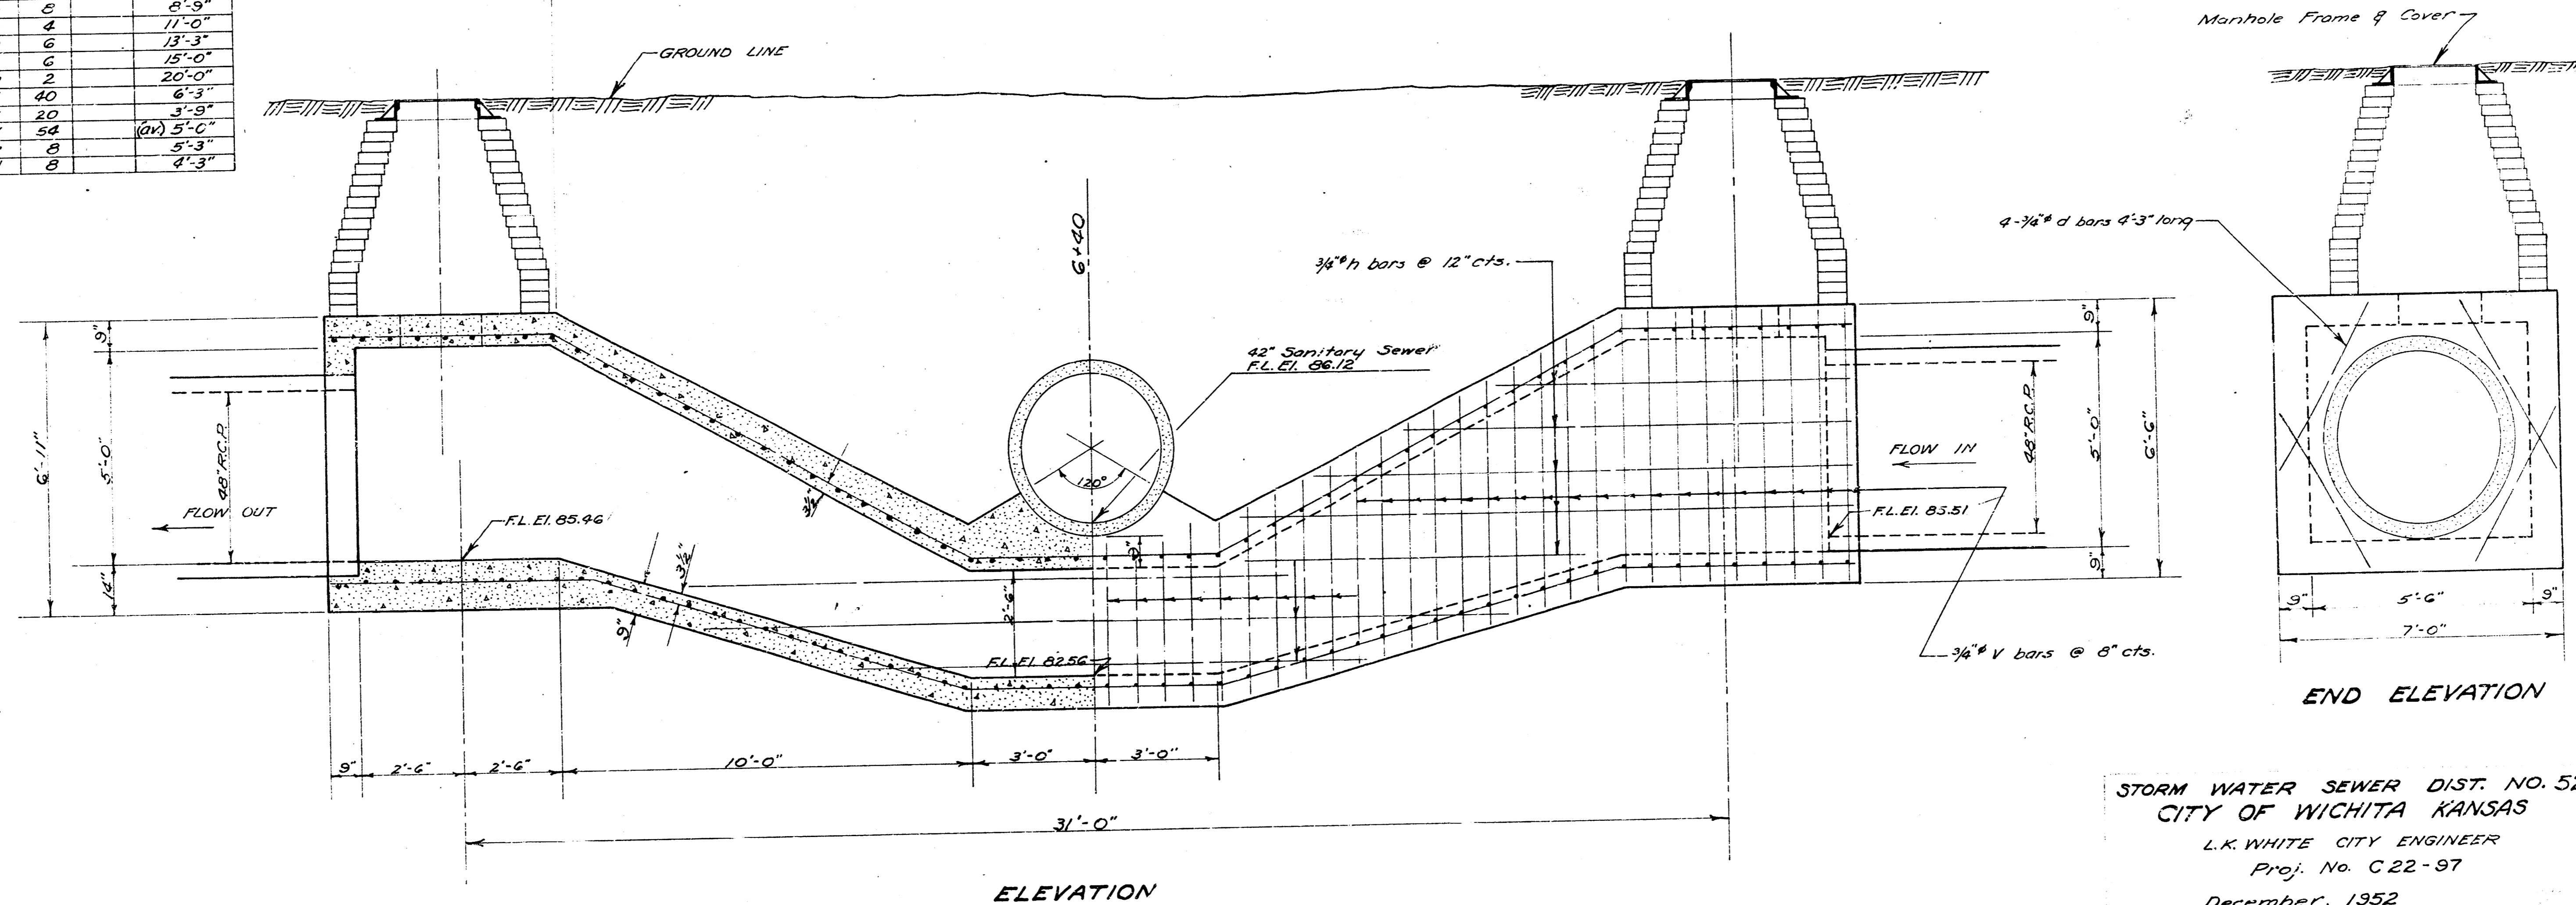 8 8'-9"
4 11'-0"
6 13'-3"
6 15'-0"
2 20'-0"
40 6'-3"
20 3'-9"
54 (av.) 5'-0"
8 5'-3"
8 4'-3"
GROUND LINE
Manhole Frame & Cover
6+40
3/4"ø h bars @ 12" cts.
4-3/4"ø d bars 4'-3" long
42" Sanitary Sewer
F.L. El. 86.12
120°
9"
5'-0"
6'-11"
14"
48" R.C.P.
FLOW OUT
F.L. El. 85.46
3½"
3½"
9"
9"
2'-6"
F.L. El. 82.56
FLOW IN
F.L. El. 83.51
48" R.C.P.
9"
5'-0"
9"
6'-6"
3/4"ø V bars @ 8" cts.
9" 5'-6" 9"
7'-0"
END ELEVATION
9" 2'-6" 2'-6" 10'-0" 3'-0" 3'-0"
31'-0"
ELEVATION
STORM WATER SEWER DIST. NO. 52
CITY OF WICHITA KANSAS
L.K. WHITE CITY ENGINEER
Proj. No. C 22-97
December, 1952